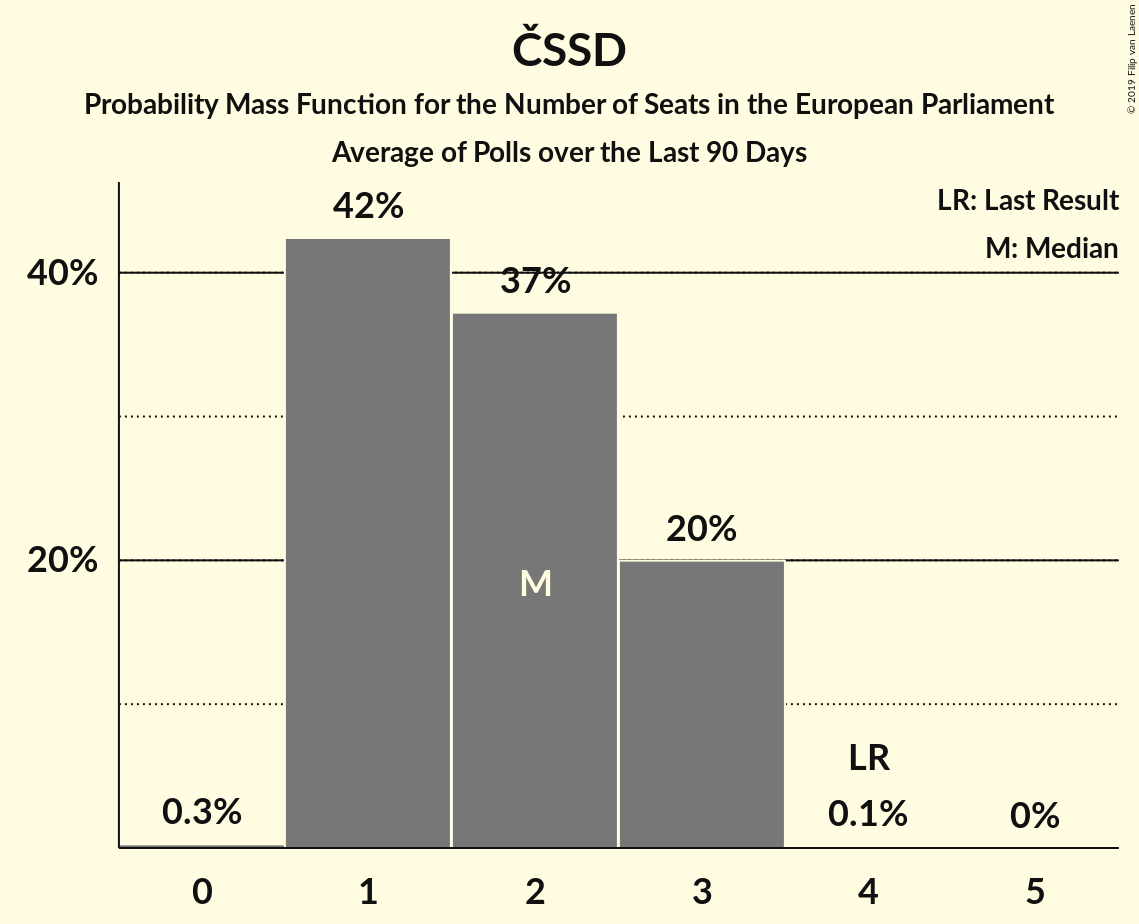 ČSSD
Probability Mass Function for the Number of Seats in the European Parliament
Average of Polls over the Last 90 Days
© 2019 Filip van Laenen
LR: Last Result
M: Median
42%
40%
37%
20%
20%
M
LR
0.3%
0.1%
0%
0 1 2 3 4 5